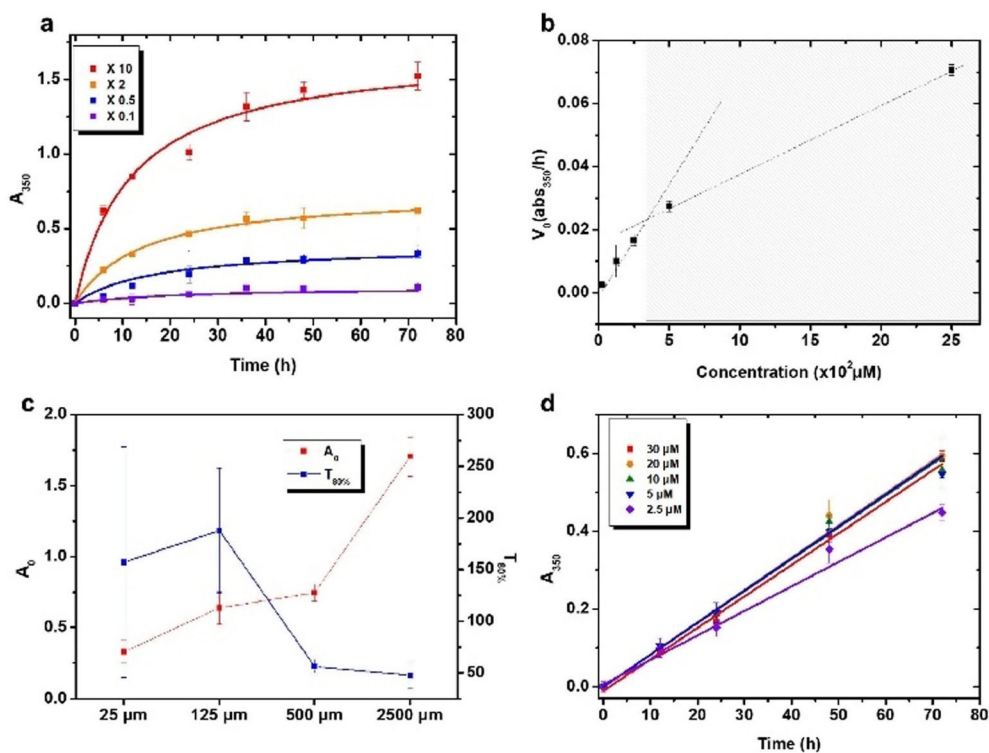 a
X 10
X 2
X 0.5
X 0.1
A350
1.5
1.0
0.5
0.0
0 10 20 30 40 50 60 70 80
Time (h)
b
V0(abs350/h)
0.08
0.06
0.04
0.02
0.00
0 5 10 15 20 25
Concentration (x10²µM)
c
A0
T80%
A0
2.0
1.5
1.0
0.5
0.0
T80%
300
250
200
150
100
50
25 µm 125 µm 500 µm 2500 µm
d
30 µM
20 µM
10 µM
5 µM
2.5 µM
A350
0.6
0.4
0.2
0.0
0 10 20 30 40 50 60 70 80
Time (h)